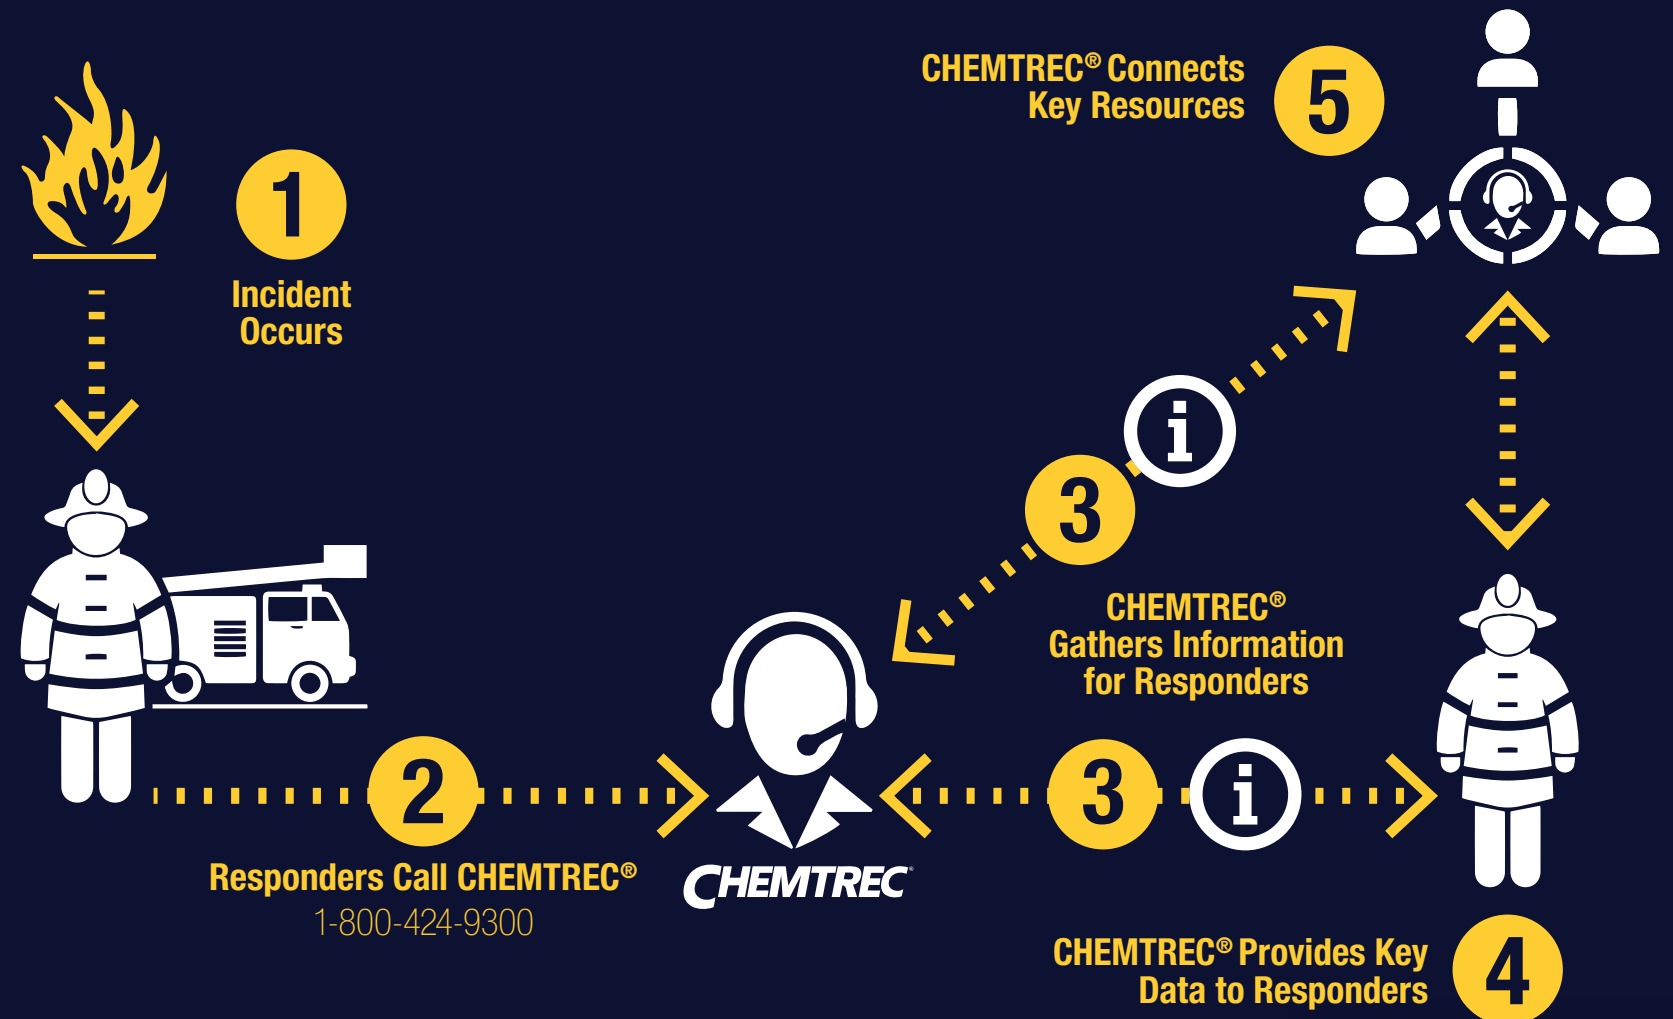 1
Incident
Occurs
2
Responders Call CHEMTREC®
1-800-424-9300
CHEMTREC®
3
i
3
i
CHEMTREC®
Gathers Information
for Responders
4
CHEMTREC® Provides Key
Data to Responders
5
CHEMTREC® Connects
Key Resources